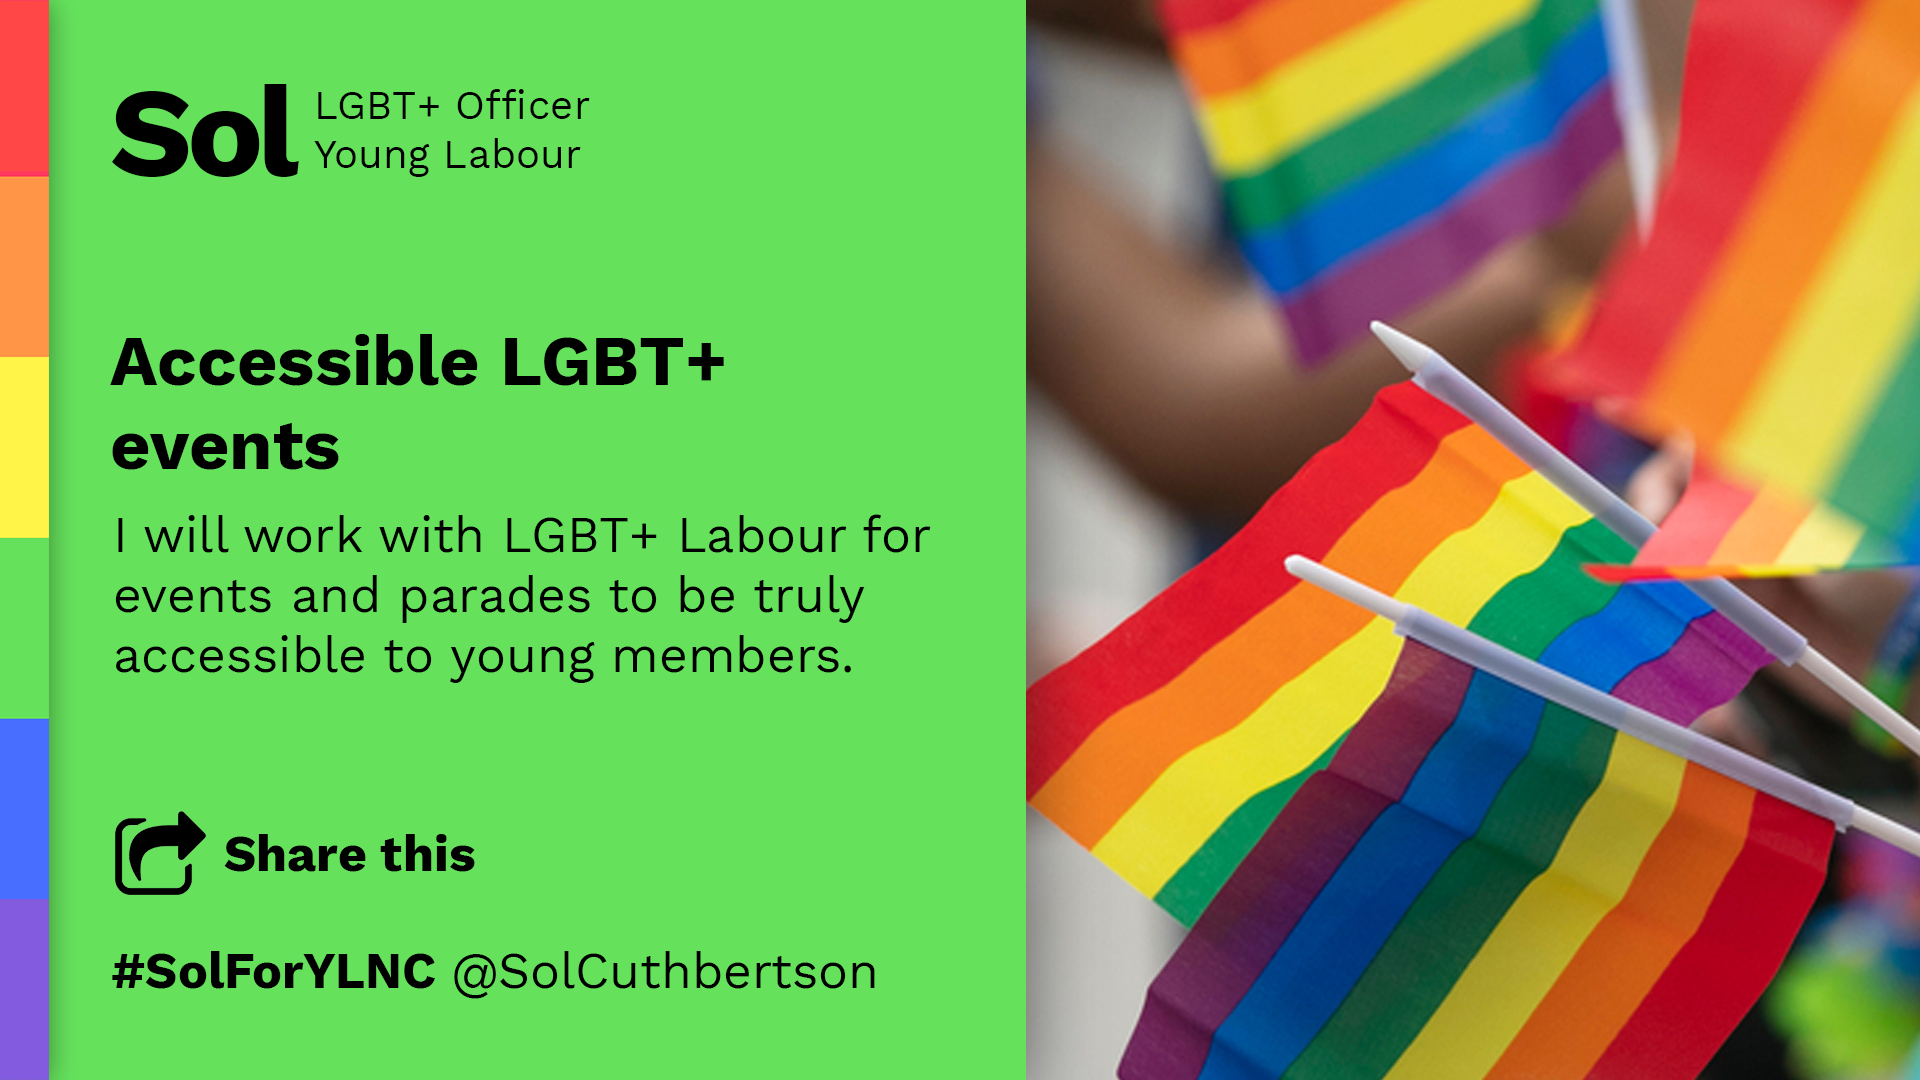 Sol
LGBT+ Officer
Young Labour
Accessible LGBT+
events
I will work with LGBT+ Labour for
events and parades to be truly
accessible to young members.
Share this
#SolForYLNC @SolCuthbertson